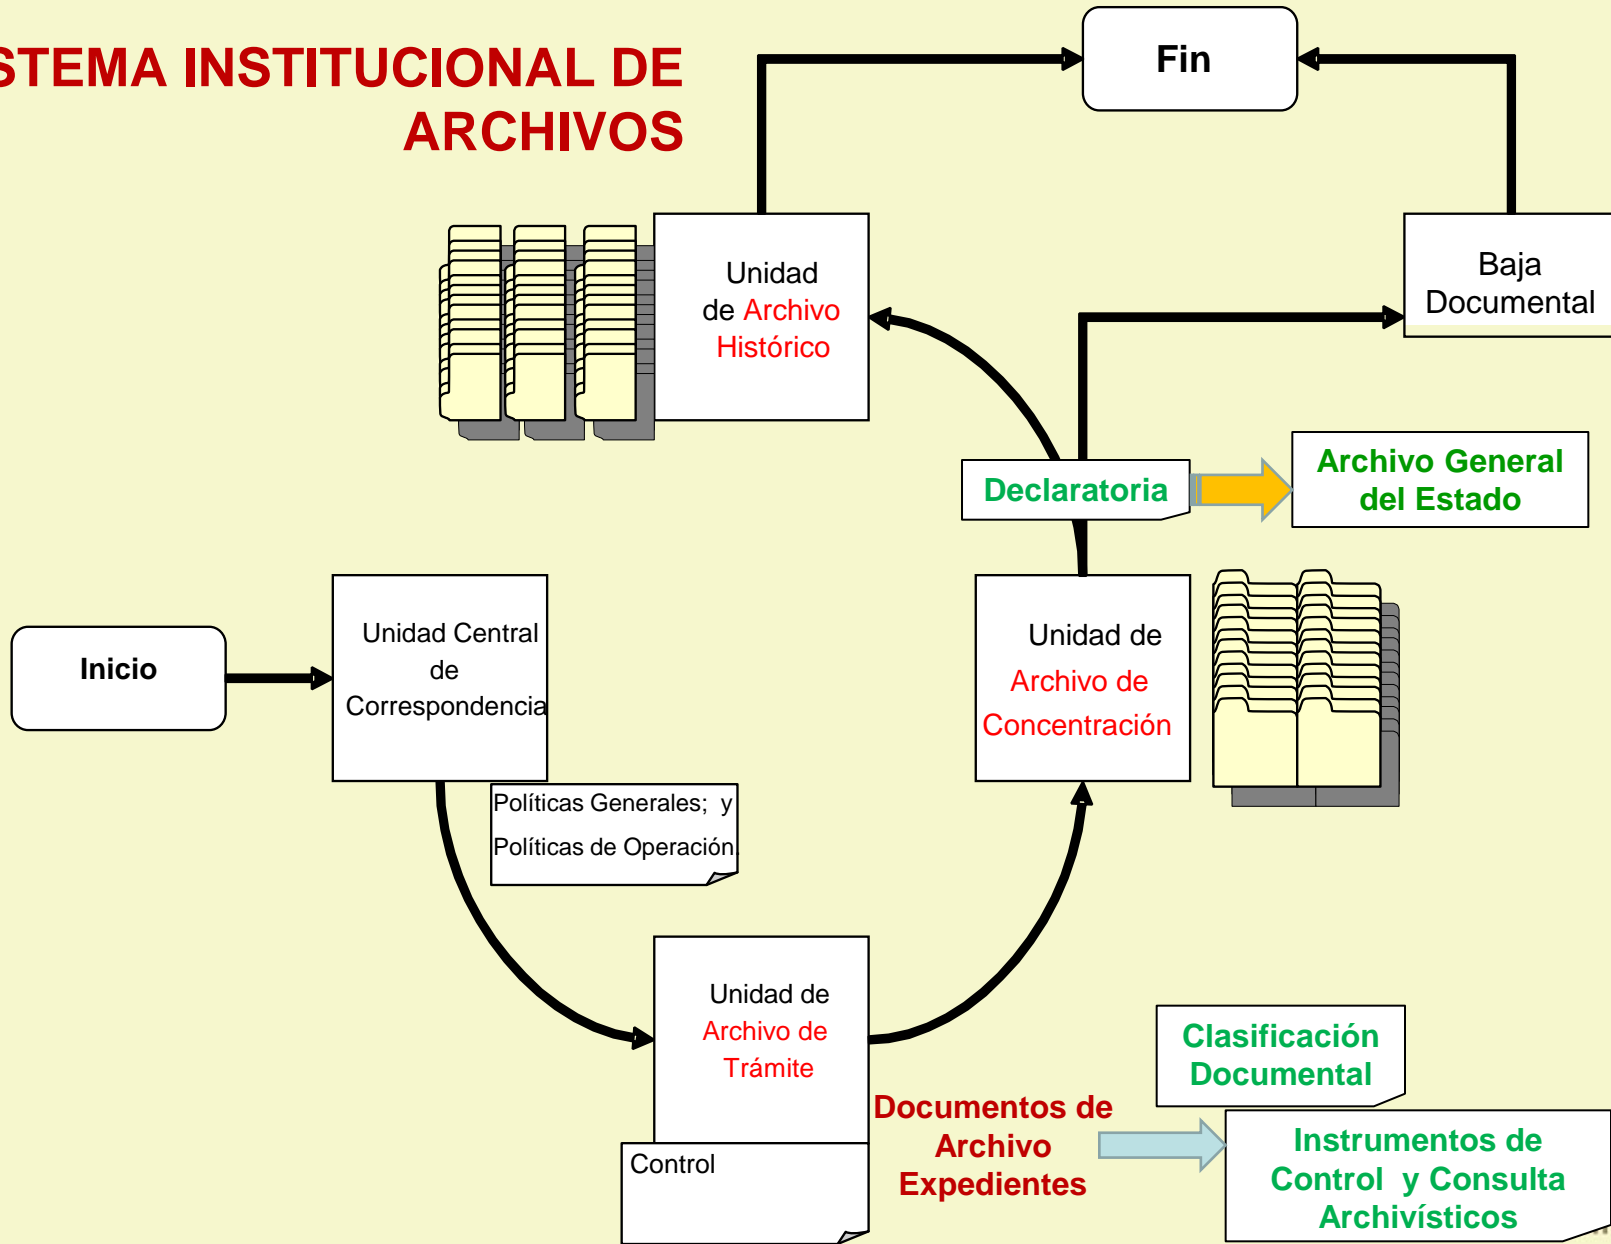 STEMA INSTITUCIONAL DE
ARCHIVOS
Fin
Unidad
de Archivo
Histórico
Baja
Documental
Declaratoria
Archivo General
del Estado
Inicio
Unidad Central
de
Correspondencia
Unidad de
Archivo de
Concentración
Políticas Generales; y
Políticas de Operación.
Unidad de
Archivo de
Trámite
Control
Documentos de
Archivo
Expedientes
Clasificación
Documental
Instrumentos de
Control y Consulta
Archivísticos